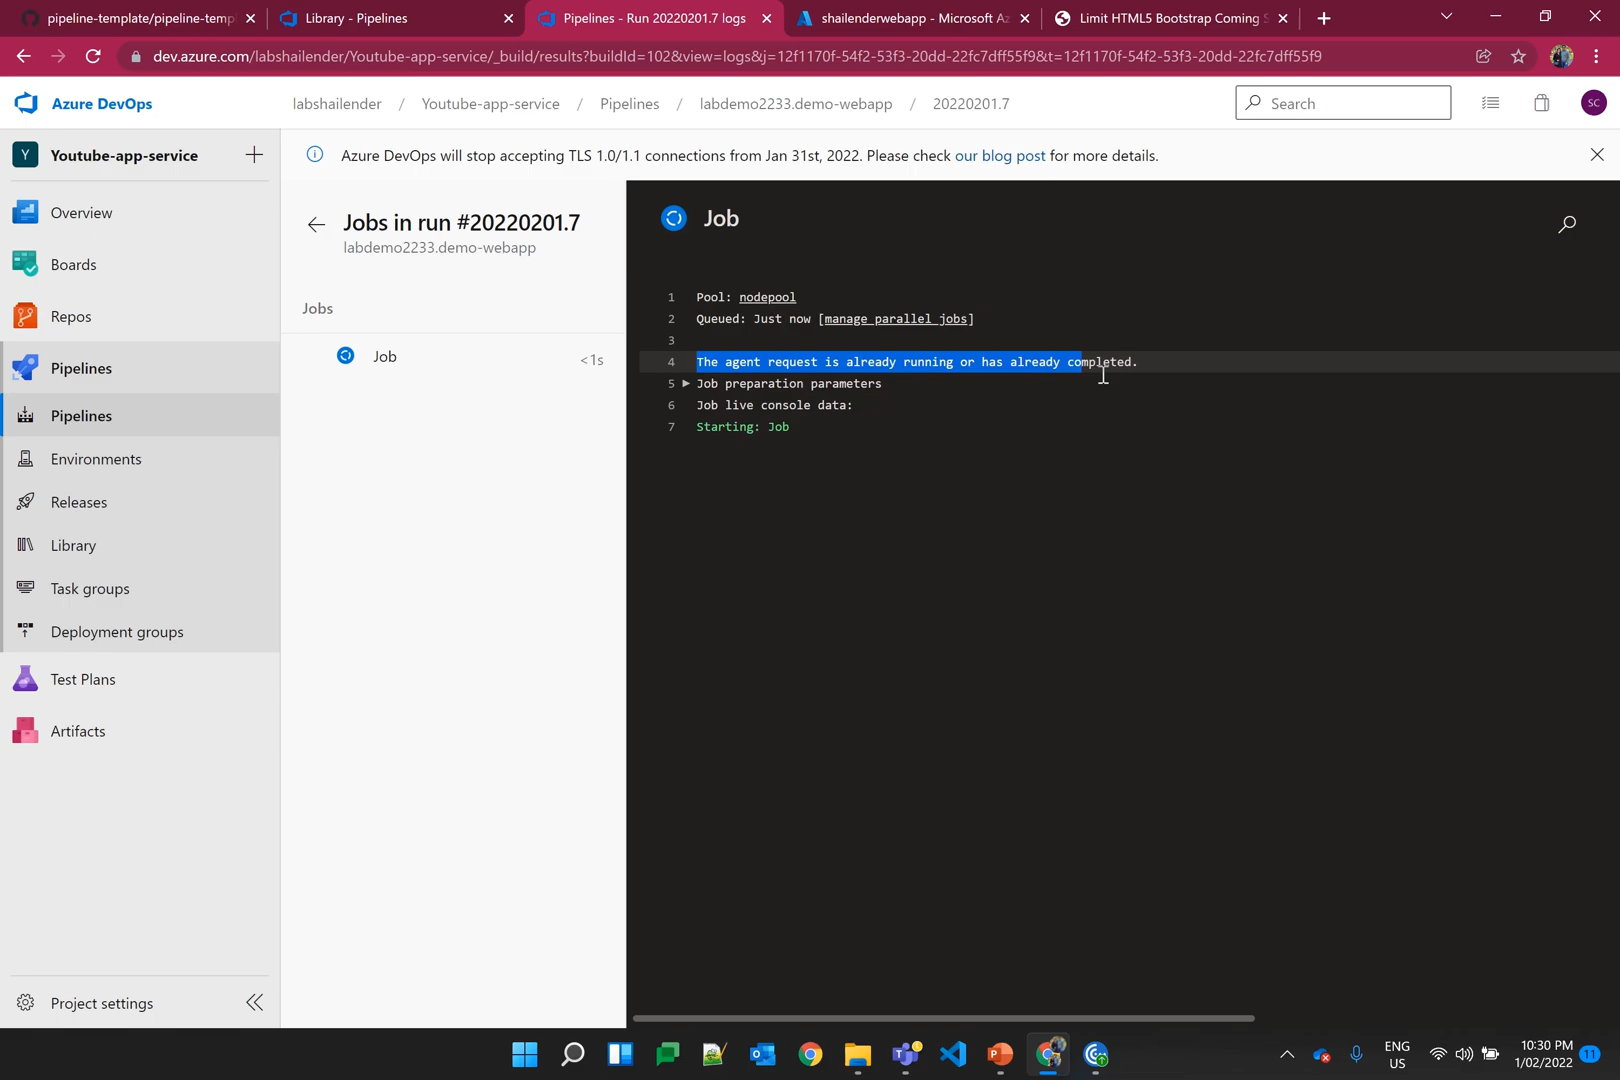 pipeline-template/pipeline-temp
Library - Pipelines
Pipelines - Run 20220201.7 logs
shailenderwebapp - Microsoft Az
Limit HTML5 Bootstrap Coming S
dev.azure.com/labshailender/Youtube-app-service/_build/results?buildId=102&view=logs&j=12f1170f-54f2-53f3-20dd-22fc7dff55f9&t=12f1170f-54f2-53f3-20dd-22fc7dff55f9
Azure DevOps
labshailender / Youtube-app-service / Pipelines / labdemo2233.demo-webapp / 20220201.7
Search
SC
Y Youtube-app-service
Azure DevOps will stop accepting TLS 1.0/1.1 connections from Jan 31st, 2022. Please check our blog post for more details.
Overview
Boards
Repos
Pipelines
Pipelines
Environments
Releases
Library
Task groups
Deployment groups
Test Plans
Artifacts
Project settings
Jobs in run #20220201.7
labdemo2233.demo-webapp
Jobs
Job <1s
Job
1 Pool: nodepool
2 Queued: Just now [manage parallel jobs]
3
4 The agent request is already running or has already completed.
5 Job preparation parameters
6 Job live console data:
7 Starting: Job
ENG
US
10:30 PM
1/02/2022
11